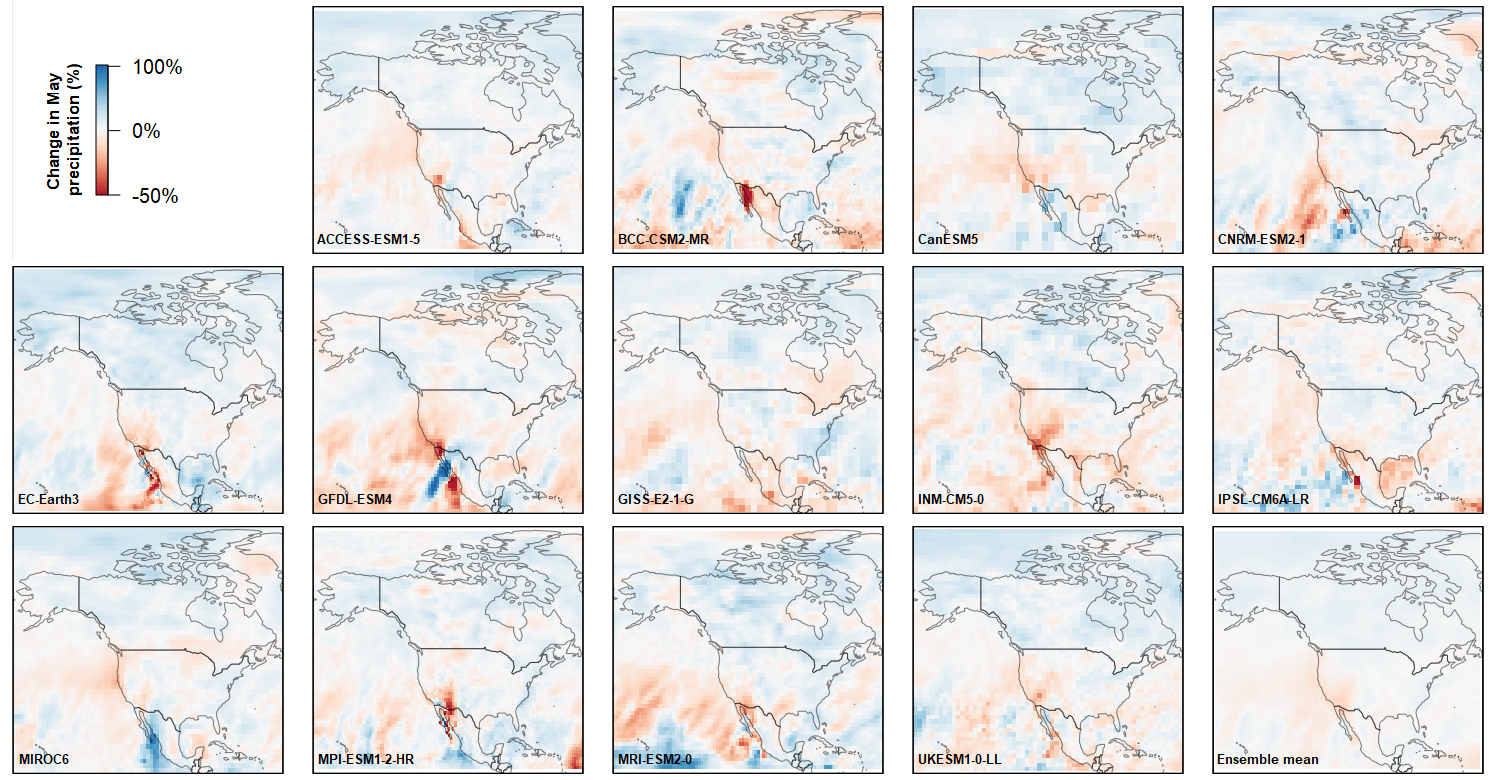 Change in May
precipitation (%)
100%
0%
-50%
ACCESS-ESM1-5
BCC-CSM2-MR
CanESM5
CNRM-ESM2-1
EC-Earth3
GFDL-ESM4
GISS-E2-1-G
INM-CM5-0
IPSL-CM6A-LR
MIROC6
MPI-ESM1-2-HR
MRI-ESM2-0
UKESM1-0-LL
Ensemble mean